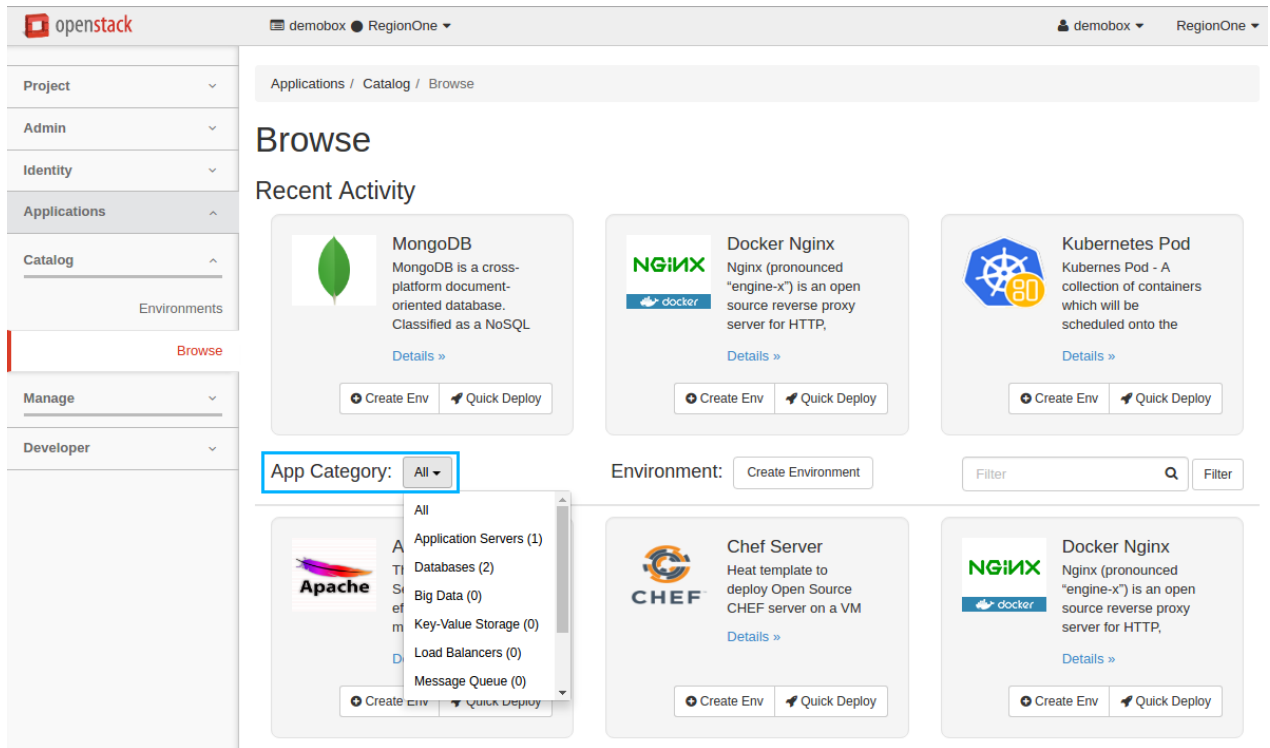 openstack
demobox RegionOne
demobox RegionOne
Project
Admin
Identity
Applications
Catalog
Environments
Browse
Manage
Developer
Applications / Catalog / Browse
Browse
Recent Activity
MongoDB
MongoDB is a cross-
platform document-
oriented database.
Classified as a NoSQL
Details »
Create Env Quick Deploy
NGiNX
docker
Docker Nginx
Nginx (pronounced
“engine-x”) is an open
source reverse proxy
server for HTTP,
Details »
Create Env Quick Deploy
Kubernetes Pod
Kubernes Pod - A
collection of containers
which will be
scheduled onto the
Details »
Create Env Quick Deploy
App Category: All
Environment: Create Environment
Filter Filter
All
Application Servers (1)
Databases (2)
Big Data (0)
Key-Value Storage (0)
Load Balancers (0)
Message Queue (0)
Apache
Create Env Quick Deploy
CHEF
Chef Server
Heat template to
deploy Open Source
CHEF server on a VM
Details »
Create Env Quick Deploy
NGiNX
docker
Docker Nginx
Nginx (pronounced
“engine-x”) is an open
source reverse proxy
server for HTTP,
Details »
Create Env Quick Deploy